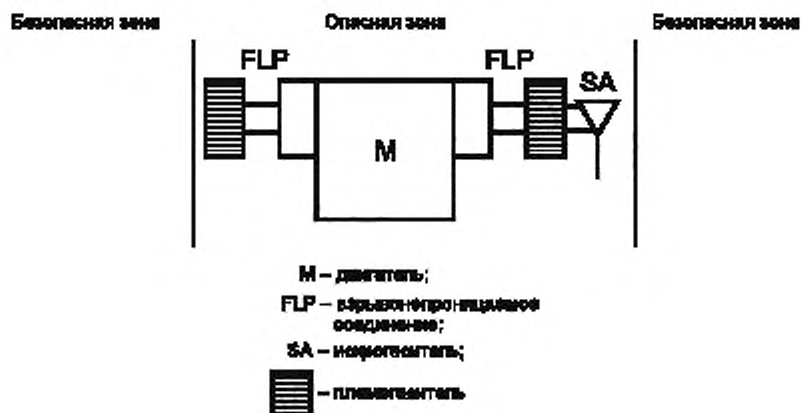 Безопасная зона Опасная зона Безопасная зона
FLP FLP
SA
M
M – двигатель;
FLP – взрывонепроницаемое
соединение;
SA – искрогаситель;
– пламегаситель